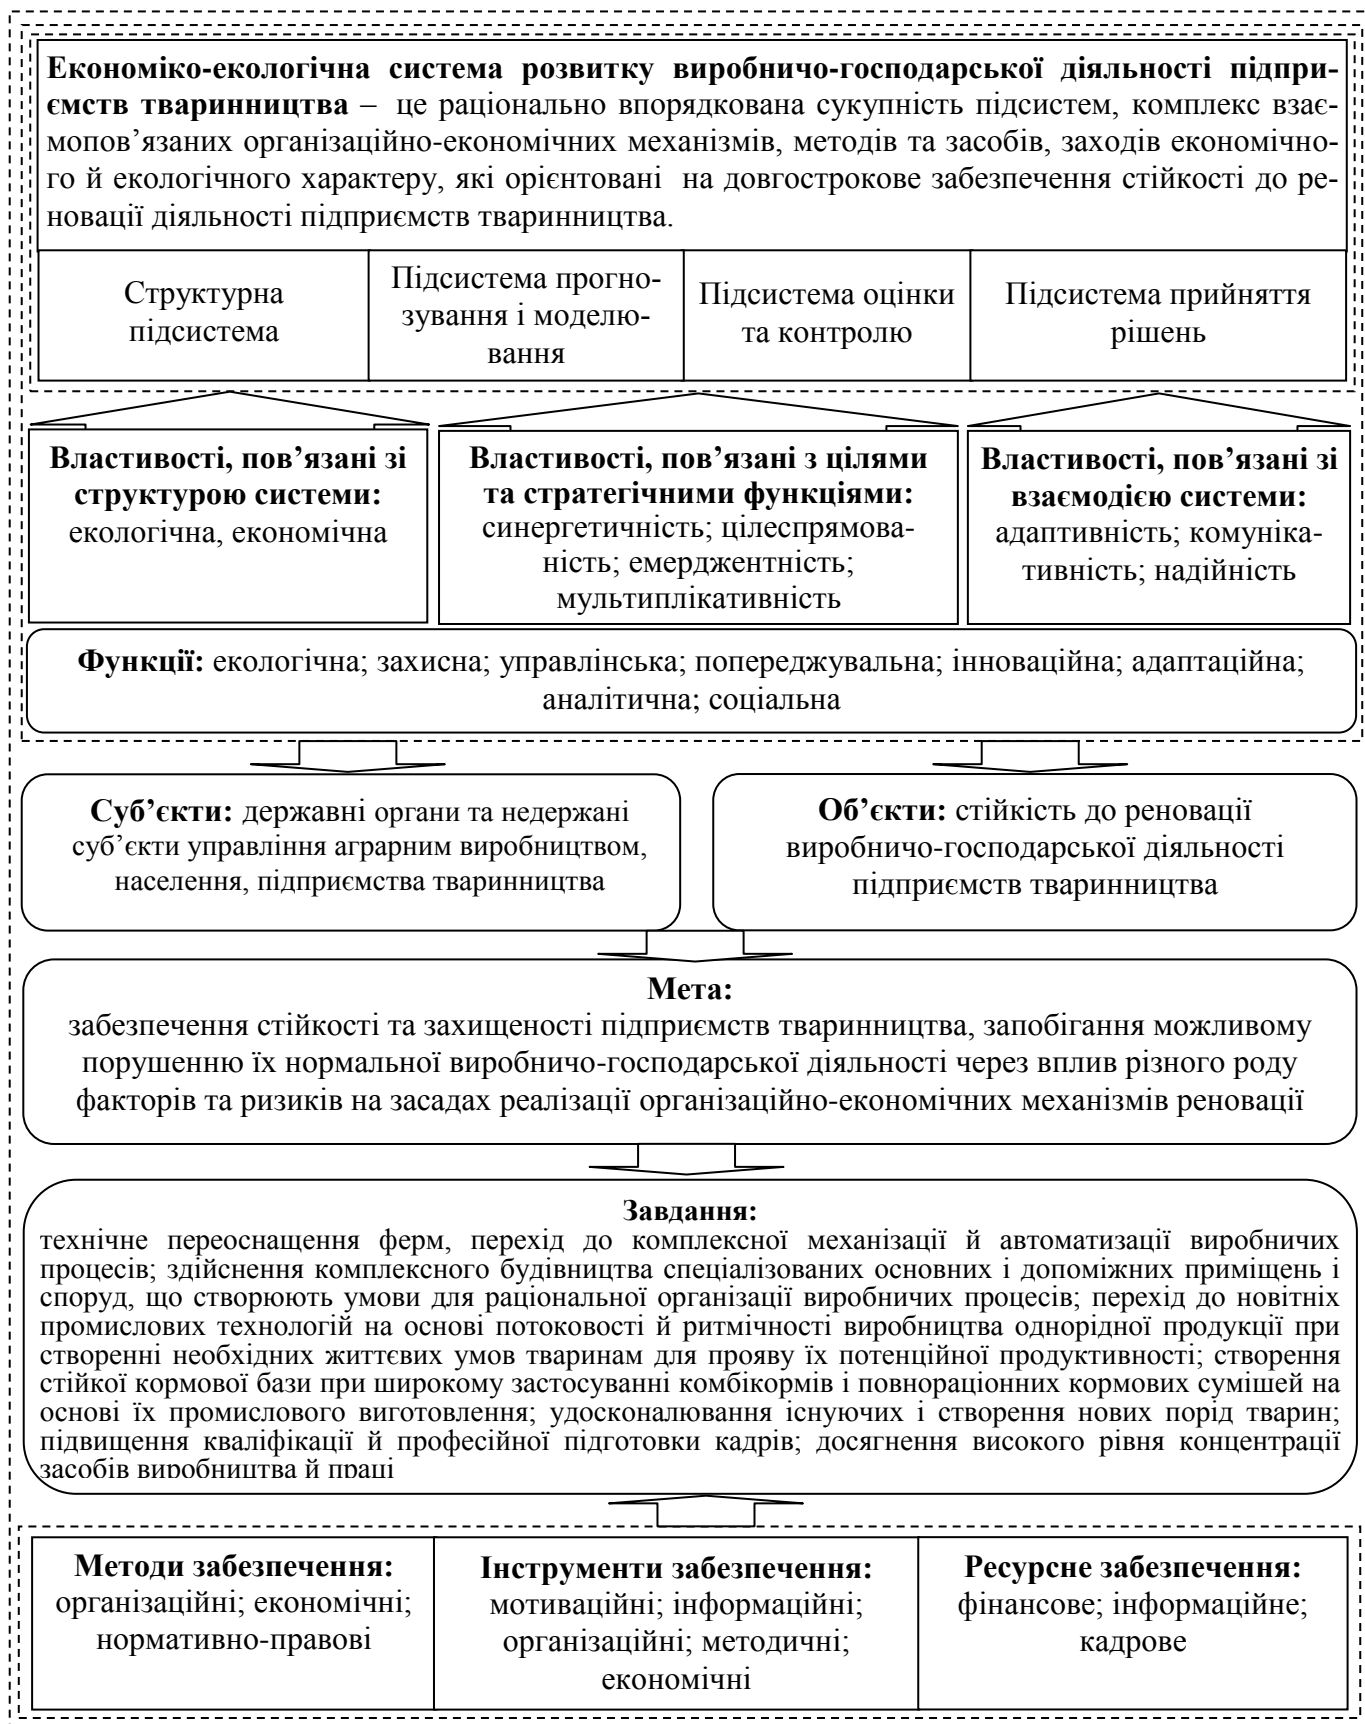 Економіко-екологічна система розвитку виробничо-господарської діяльності підпри-
ємств тваринництва – це раціонально впорядкована сукупність підсистем, комплекс взає-
мопов’язаних організаційно-економічних механізмів, методів та засобів, заходів економічно-
го й екологічного характеру, які орієнтовані на довгострокове забезпечення стійкості до ре-
новації діяльності підприємств тваринництва.
Структурна
підсистема
Підсистема прогно-
зування і моделю-
вання
Підсистема оцінки
та контролю
Підсистема прийняття
рішень
Властивості, пов’язані зі
структурою системи:
екологічна, економічна
Властивості, пов’язані з цілями
та стратегічними функціями:
синергетичність; цілеспрямова-
ність; емерджентність;
мультиплікативність
Властивості, пов’язані зі
взаємодією системи:
адаптивність; комуніка-
тивність; надійність
Функції: екологічна; захисна; управлінська; попереджувальна; інноваційна; адаптаційна;
аналітична; соціальна
Суб’єкти: державні органи та недержані
суб’єкти управління аграрним виробництвом,
населення, підприємства тваринництва
Об’єкти: стійкість до реновації
виробничо-господарської діяльності
підприємств тваринництва
Мета:
забезпечення стійкості та захищеності підприємств тваринництва, запобігання можливому
порушенню їх нормальної виробничо-господарської діяльності через вплив різного роду
факторів та ризиків на засадах реалізації організаційно-економічних механізмів реновації
Завдання:
технічне переоснащення ферм, перехід до комплексної механізації й автоматизації виробничих
процесів; здійснення комплексного будівництва спеціалізованих основних і допоміжних приміщень і
споруд, що створюють умови для раціональної організації виробничих процесів; перехід до новітніх
промислових технологій на основі потоковості й ритмічності виробництва однорідної продукції при
створенні необхідних життєвих умов тваринам для прояву їх потенційної продуктивності; створення
стійкої кормової бази при широкому застосуванні комбікормів і повнораціонних кормових сумішей на
основі їх промислового виготовлення; удосконалювання існуючих і створення нових порід тварин;
підвищення кваліфікації й професійної підготовки кадрів; досягнення високого рівня концентрації
засобів виробництва й праці
Методи забезпечення:
організаційні; економічні;
нормативно-правові
Інструменти забезпечення:
мотиваційні; інформаційні;
організаційні; методичні;
економічні
Ресурсне забезпечення:
фінансове; інформаційне;
кадрове